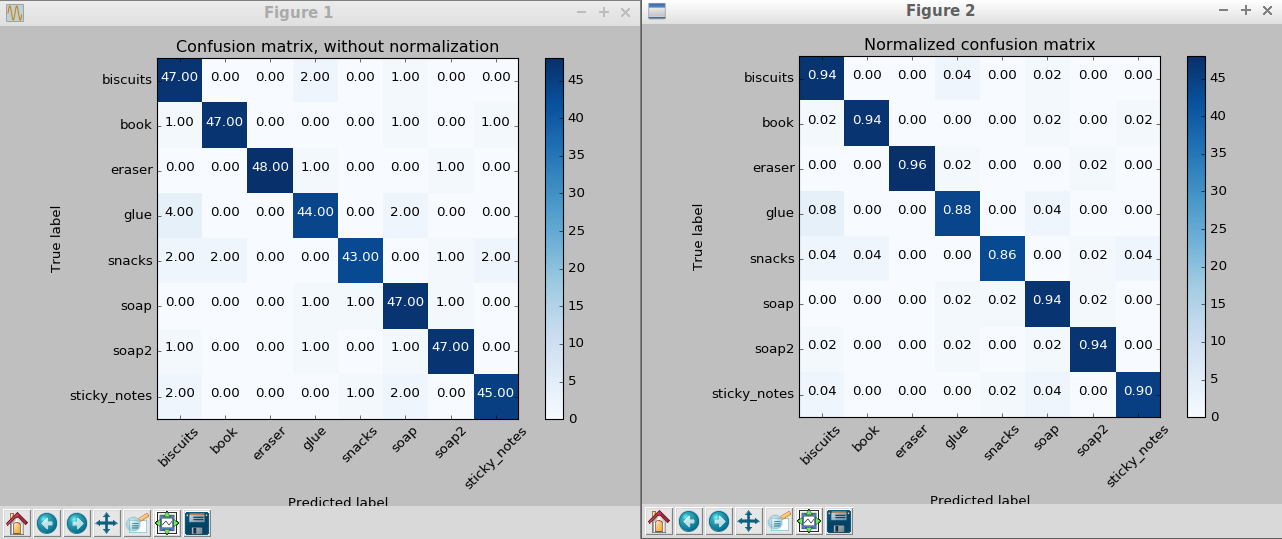 Figure 1
Confusion matrix, without normalization
biscuits 47.00 0.00 0.00 2.00 0.00 1.00 0.00 0.00
book 1.00 47.00 0.00 0.00 0.00 1.00 0.00 1.00
eraser 0.00 0.00 48.00 1.00 0.00 0.00 1.00 0.00
glue 4.00 0.00 0.00 44.00 0.00 2.00 0.00 0.00
snacks 2.00 2.00 0.00 0.00 43.00 0.00 1.00 2.00
soap 0.00 0.00 0.00 1.00 1.00 47.00 1.00 0.00
soap2 1.00 0.00 0.00 1.00 0.00 1.00 47.00 0.00
sticky_notes 2.00 0.00 0.00 0.00 1.00 2.00 0.00 45.00
True label
biscuits book eraser glue snacks soap soap2 sticky_notes
Predicted label
45
40
35
30
25
20
15
10
5
0
Figure 2
Normalized confusion matrix
biscuits 0.94 0.00 0.00 0.04 0.00 0.02 0.00 0.00
book 0.02 0.94 0.00 0.00 0.00 0.02 0.00 0.02
eraser 0.00 0.00 0.96 0.02 0.00 0.00 0.02 0.00
glue 0.08 0.00 0.00 0.88 0.00 0.04 0.00 0.00
snacks 0.04 0.04 0.00 0.00 0.86 0.00 0.02 0.04
soap 0.00 0.00 0.00 0.02 0.02 0.94 0.02 0.00
soap2 0.02 0.00 0.00 0.02 0.00 0.02 0.94 0.00
sticky_notes 0.04 0.00 0.00 0.00 0.02 0.04 0.00 0.90
True label
biscuits book eraser glue snacks soap soap2 sticky_notes
Predicted label
45
40
35
30
25
20
15
10
5
0